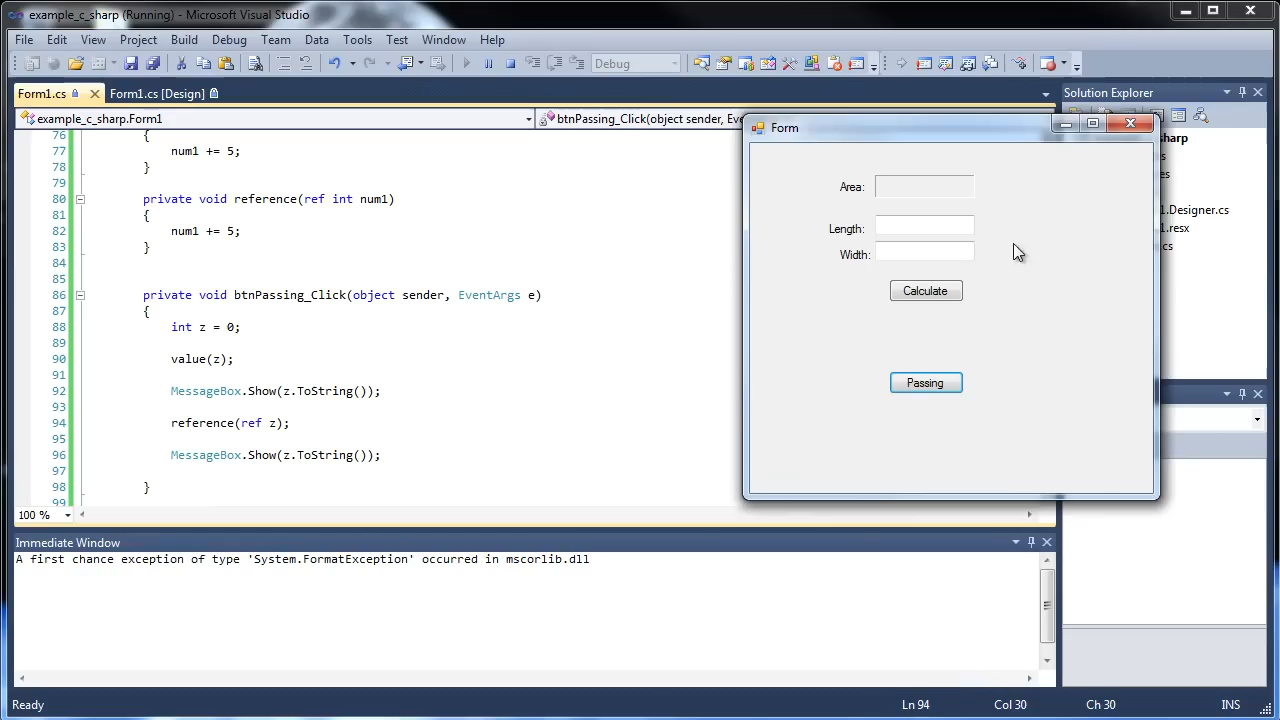 example_c_sharp (Running) - Microsoft Visual Studio
File Edit View Project Build Debug Team Data Tools Test Window Help
Debug
Form1.cs Form1.cs [Design]
Solution Explorer
example_c_sharp.Form1
btnPassing_Click(object sender, Eve
Form
76 {
77 num1 += 5;
78 }
79
80 private void reference(ref int num1)
81 {
82 num1 += 5;
83 }
84
85
86 private void btnPassing_Click(object sender, EventArgs e)
87 {
88 int z = 0;
89
90 value(z);
91
92 MessageBox.Show(z.ToString());
93
94 reference(ref z);
95
96 MessageBox.Show(z.ToString());
97
98 }
99
Area:
Length:
Width:
Calculate
Passing
sharp
s
es
1.Designer.cs
1.resx
cs
100 %
Immediate Window
A first chance exception of type 'System.FormatException' occurred in mscorlib.dll
Ready Ln 94 Col 30 Ch 30 INS